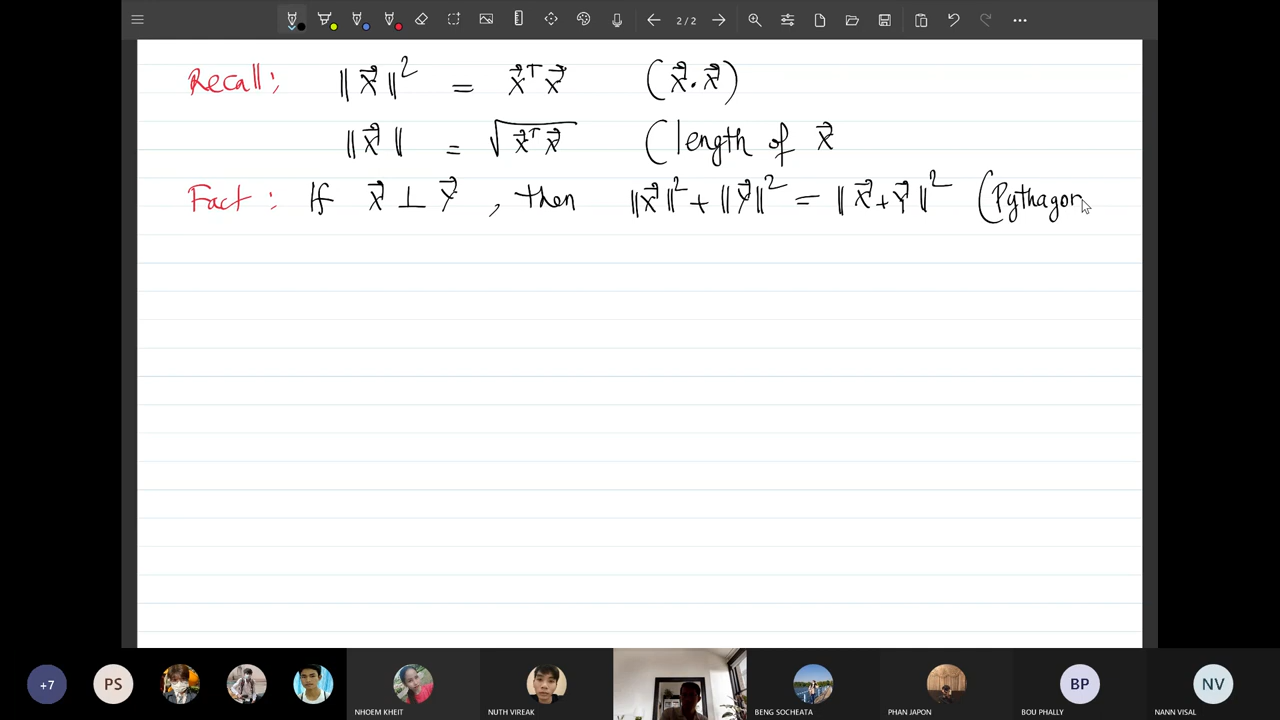 2/2
Recall: ‖x⃗‖² = x⃗ᵀx⃗ (x⃗·x⃗)
‖x⃗‖ = √x⃗ᵀx⃗ (length of x⃗
Fact: If x⃗ ⊥ y⃗, then ‖x⃗‖² + ‖y⃗‖² = ‖x⃗+y⃗‖² (Pythagor
+7
PS
BP
NV
NHOEM KHEIT
NUTH VIREAK
BENG SOCHEATA
PHAN JAPON
BOU PHALLY
NANN VISAL